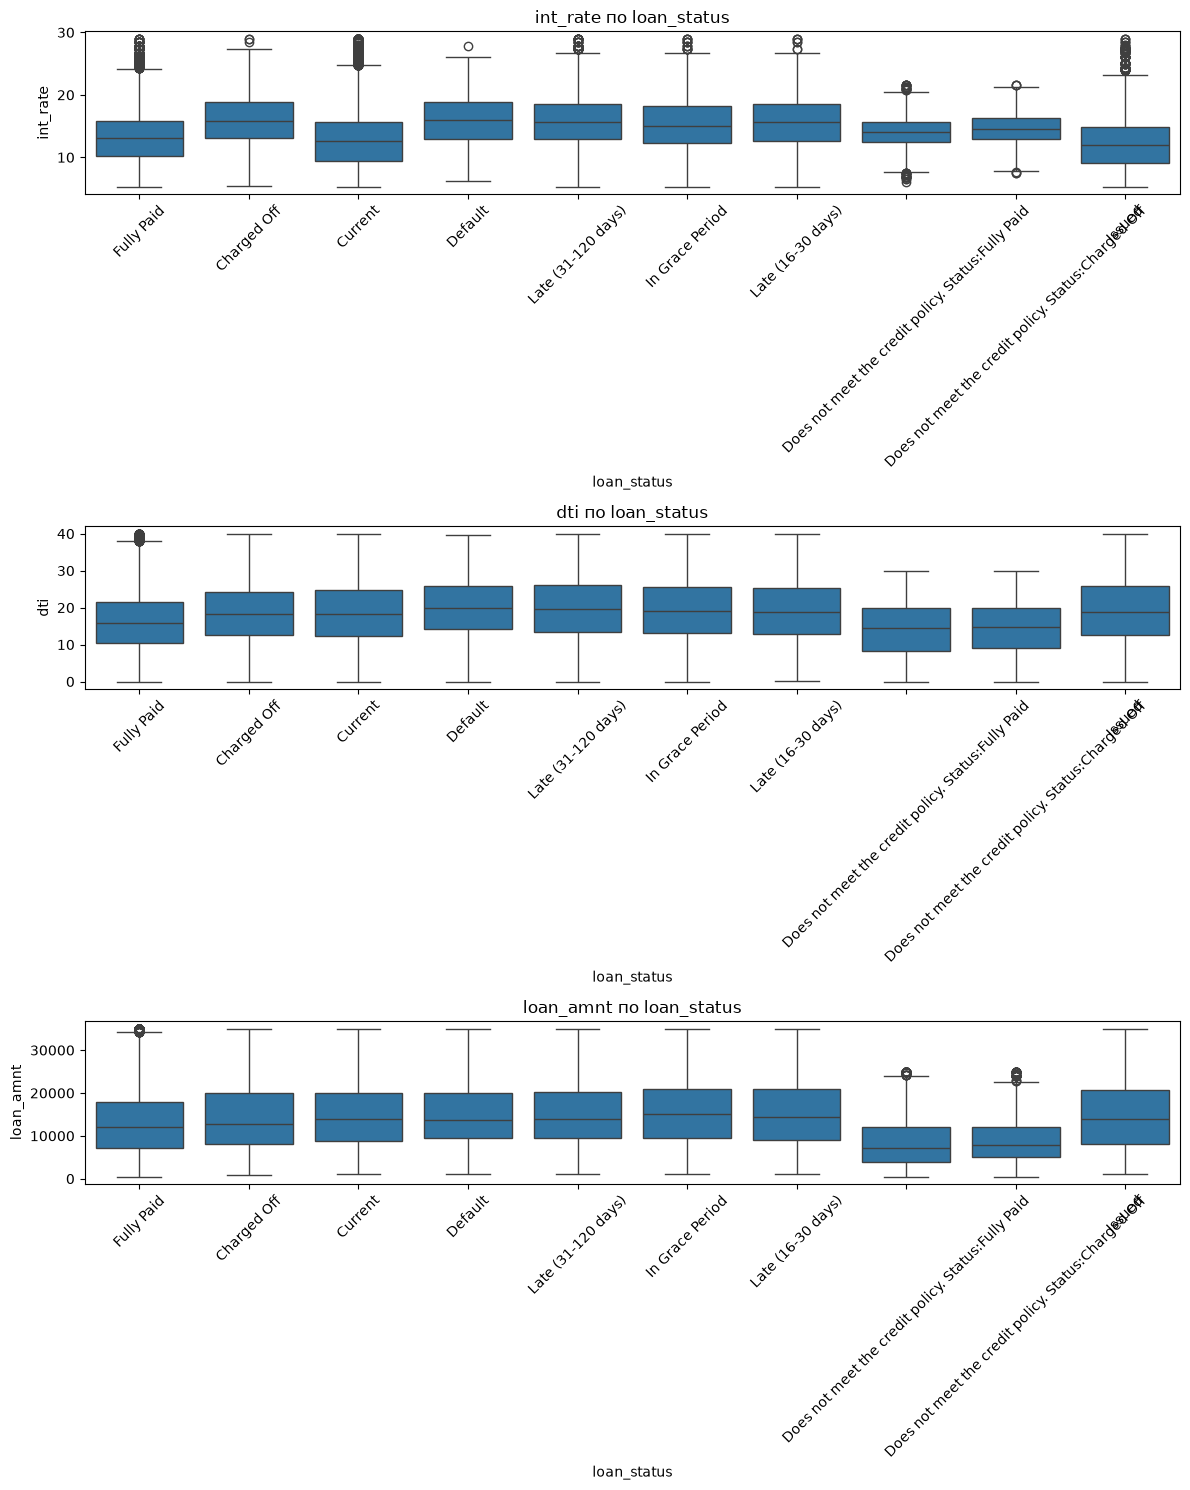 int_rate по loan_status
int_rate
30
20
10
Fully Paid
Charged Off
Current
Default
Late (31-120 days)
In Grace Period
Late (16-30 days)
Does not meet the credit policy. Status:Fully Paid
Does not meet the credit policy. Status:Charged Off
Issued
loan_status
dti по loan_status
dti
40
30
20
10
0
Fully Paid
Charged Off
Current
Default
Late (31-120 days)
In Grace Period
Late (16-30 days)
Does not meet the credit policy. Status:Fully Paid
Does not meet the credit policy. Status:Charged Off
Issued
loan_status
loan_amnt по loan_status
loan_amnt
30000
20000
10000
0
Fully Paid
Charged Off
Current
Default
Late (31-120 days)
In Grace Period
Late (16-30 days)
Does not meet the credit policy. Status:Fully Paid
Does not meet the credit policy. Status:Charged Off
Issued
loan_status